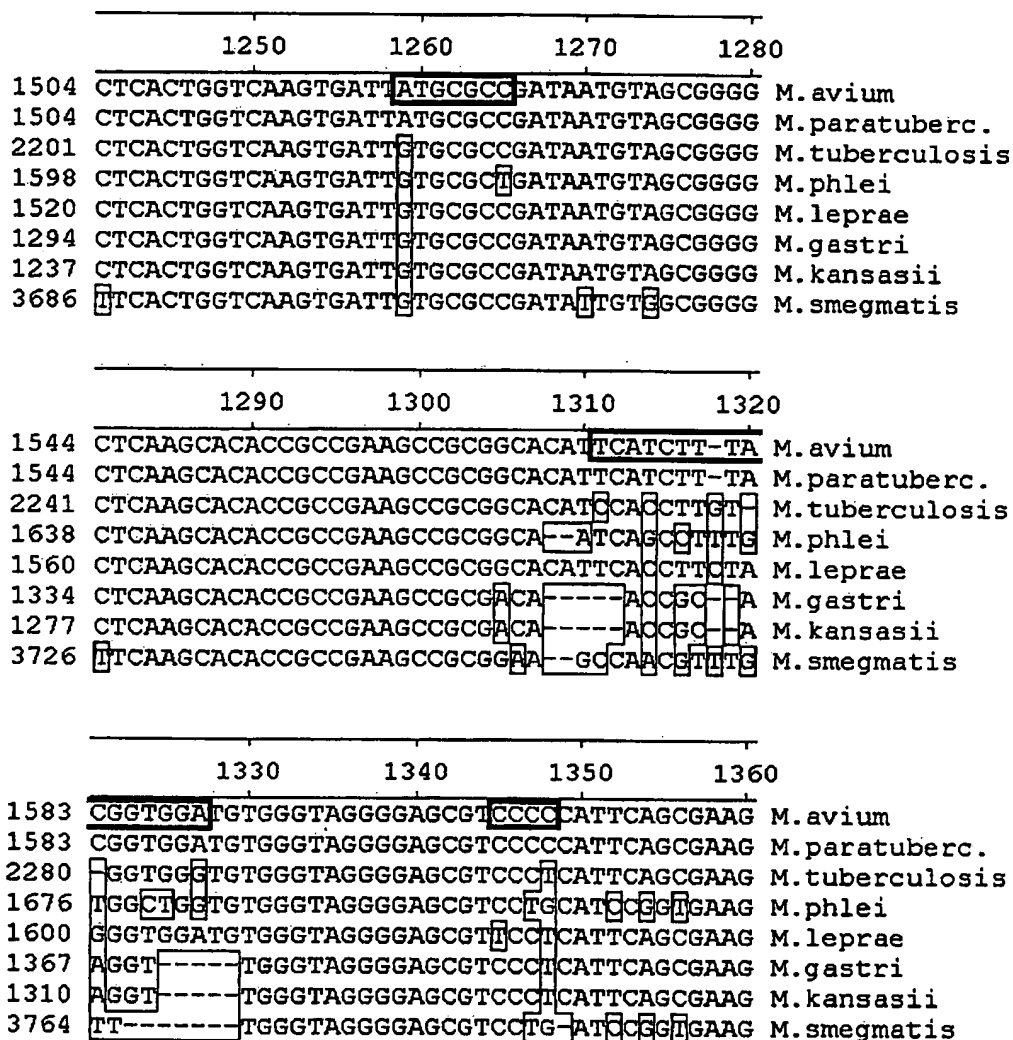 1250 1260 1270 1280
1504 CTCACTGGTCAAGTGATTATGCGCCGATAATGTAGCGGGG M.avium
1504 CTCACTGGTCAAGTGATTATGCGCCGATAATGTAGCGGGG M.paratuberc.
2201 CTCACTGGTCAAGTGATTGTGCGCCGATAATGTAGCGGGG M.tuberculosis
1598 CTCACTGGTCAAGTGATTGTGCGCTGATAATGTAGCGGGG M.phlei
1520 CTCACTGGTCAAGTGATTGTGCGCCGATAATGTAGCGGGG M.leprae
1294 CTCACTGGTCAAGTGATTGTGCGCCGATAATGTAGCGGGG M.gastri
1237 CTCACTGGTCAAGTGATTGTGCGCCGATAATGTAGCGGGG M.kansasii
3686 TTCACTGGTCAAGTGATTGTGCGCCGATATTGTGGCGGGG M.smegmatis
1290 1300 1310 1320
1544 CTCAAGCACACCGCCGAAGCCGCGGCACATTCATCTT-TA M.avium
1544 CTCAAGCACACCGCCGAAGCCGCGGCACATTCATCTT-TA M.paratuberc.
2241 CTCAAGCACACCGCCGAAGCCGCGGCACATCCACCTTGT- M.tuberculosis
1638 CTCAAGCACACCGCCGAAGCCGCGGCA--ATCAGCCTTTG M.phlei
1560 CTCAAGCACACCGCCGAAGCCGCGGCACATTCACCTTCTA M.leprae
1334 CTCAAGCACACCGCCGAAGCCGCGACA-----ACCGC--A M.gastri
1277 CTCAAGCACACCGCCGAAGCCGCGACA-----ACCGC--A M.kansasii
3726 TTCAAGCACACCGCCGAAGCCGCGGAA--GCCAACGTTTG M.smegmatis
1330 1340 1350 1360
1583 CGGTGGATGTGGGTAGGGGAGCGTCCCCCATTCAGCGAAG M.avium
1583 CGGTGGATGTGGGTAGGGGAGCGTCCCCCATTCAGCGAAG M.paratuberc.
2280 -GGTGGGTGTGGGTAGGGGAGCGTCCCTCATTCAGCGAAG M.tuberculosis
1676 TGGCTGGTGTGGGTAGGGGAGCGTCCTGCATCCGGTGAAG M.phlei
1600 GGGTGGATGTGGGTAGGGGAGCGTTCCTCATTCAGCGAAG M.leprae
1367 AGGT-----TGGGTAGGGGAGCGTCCCTCATTCAGCGAAG M.gastri
1310 AGGT-----TGGGTAGGGGAGCGTCCCTCATTCAGCGAAG M.kansasii
3764 TT-------TGGGTAGGGGAGCGTCCTG-ATCCGGTGAAG M.smegmatis